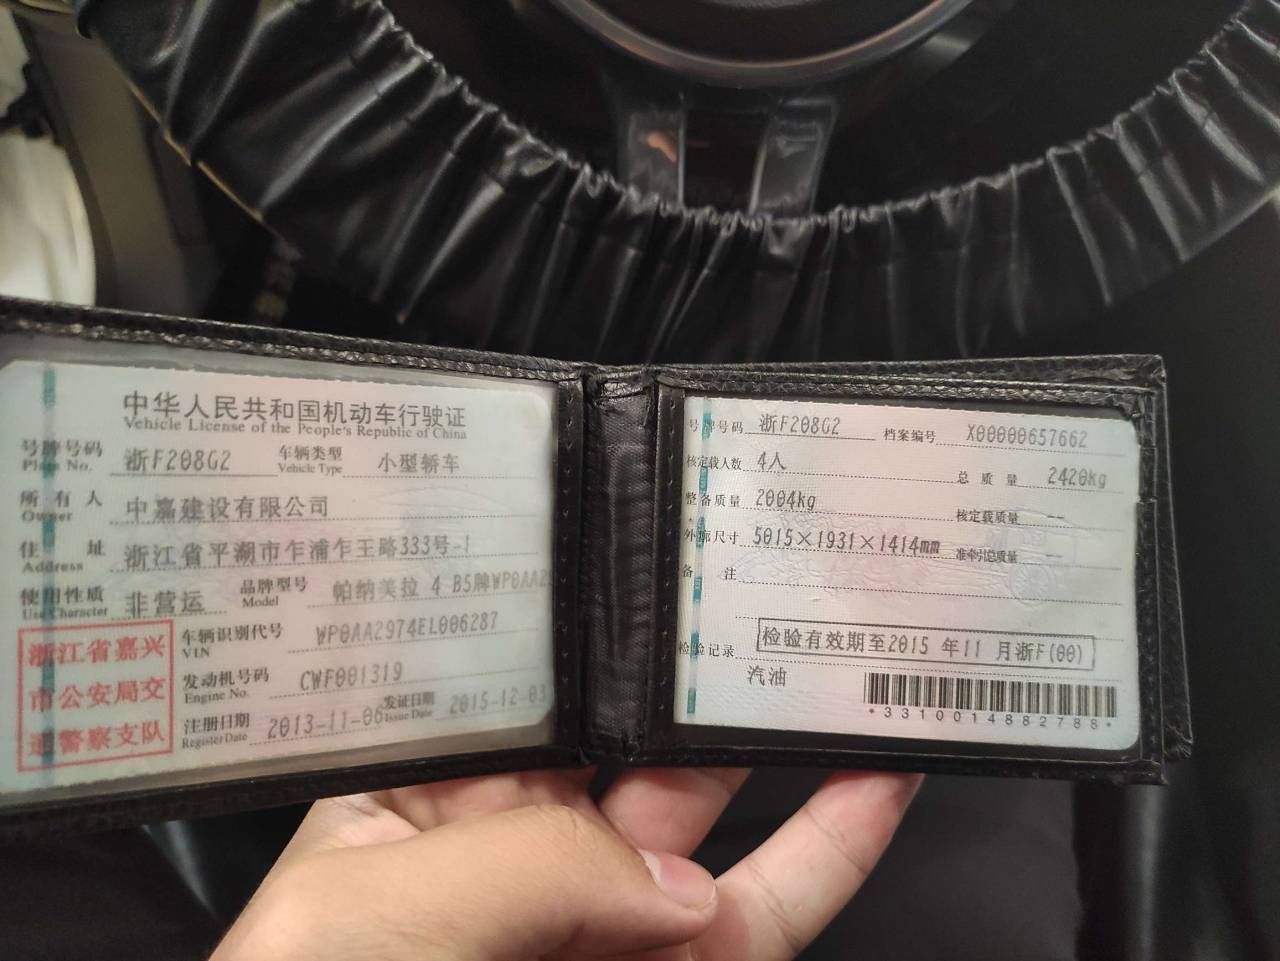 中华人民共和国机动车行驶证
Vehicle License of the People's Republic of China
号牌号码 浙F208G2 车辆类型 小型轿车
Plate No. Vehicle Type
所有人 中嘉建设有限公司
Owner
住址 浙江省平湖市乍浦乍王路333号-1
Address
使用性质 非营运 品牌型号 帕纳美拉 4 B5牌WP0AA2
Use Character Model
浙江省嘉兴
市公安局交
通警察支队
车辆识别代号 WP0AA2974EL006287
VIN
发动机号码 CWF001319
Engine No.
注册日期 2013-11-06 发证日期 2015-12-03
Register Date Issue Date
号牌号码 浙F208G2 档案编号 X00000657662
核定载人数 4人 总质量 2420kg
整备质量 2004kg 核定载质量 --
外廓尺寸 5015×1931×1414mm 准牵引总质量 --
备注
检验记录 检验有效期至2015 年11 月浙F(00)
汽油
*3310014882788*